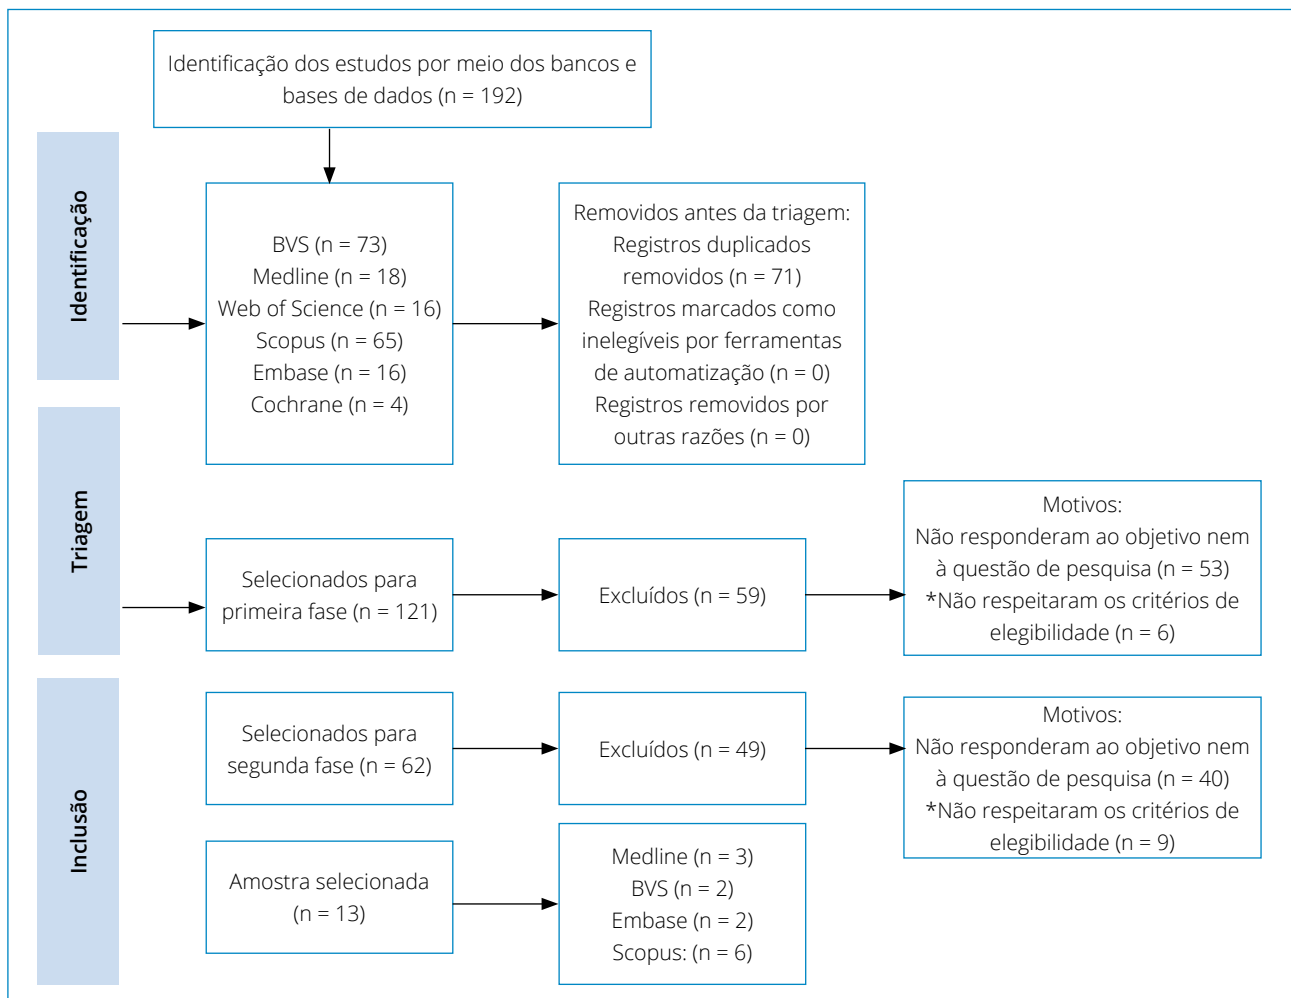 Identificação dos estudos por meio dos bancos e
bases de dados (n = 192)
Identificação
BVS (n = 73)
Medline (n = 18)
Web of Science (n = 16)
Scopus (n = 65)
Embase (n = 16)
Cochrane (n = 4)
Removidos antes da triagem:
Registros duplicados
removidos (n = 71)
Registros marcados como
inelegíveis por ferramentas
de automatização (n = 0)
Registros removidos por
outras razões (n = 0)
Triagem
Selecionados para
primeira fase (n = 121)
Excluídos (n = 59)
Motivos:
Não responderam ao objetivo nem
à questão de pesquisa (n = 53)
*Não respeitaram os critérios de
elegibilidade (n = 6)
Inclusão
Selecionados para
segunda fase (n = 62)
Excluídos (n = 49)
Motivos:
Não responderam ao objetivo nem
à questão de pesquisa (n = 40)
*Não respeitaram os critérios de
elegibilidade (n = 9)
Amostra selecionada
(n = 13)
Medline (n = 3)
BVS (n = 2)
Embase (n = 2)
Scopus: (n = 6)